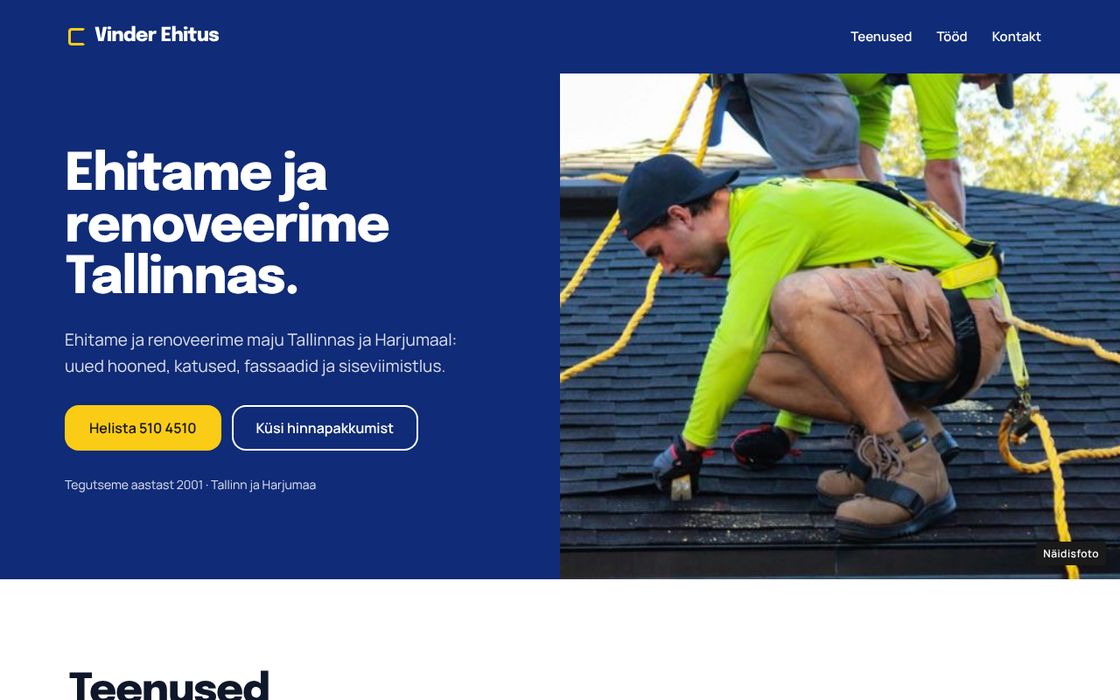 Vinder Ehitus
Teenused
Tööd
Kontakt
Ehitame ja
renoveerime
Tallinnas.
Ehitame ja renoveerime maju Tallinnas ja Harjumaal:
uued hooned, katused, fassaadid ja siseviimistlus.
Helista 510 4510
Küsi hinnapakkumist
Tegutseme aastast 2001 · Tallinn ja Harjumaa
Näidisfoto
Teenused